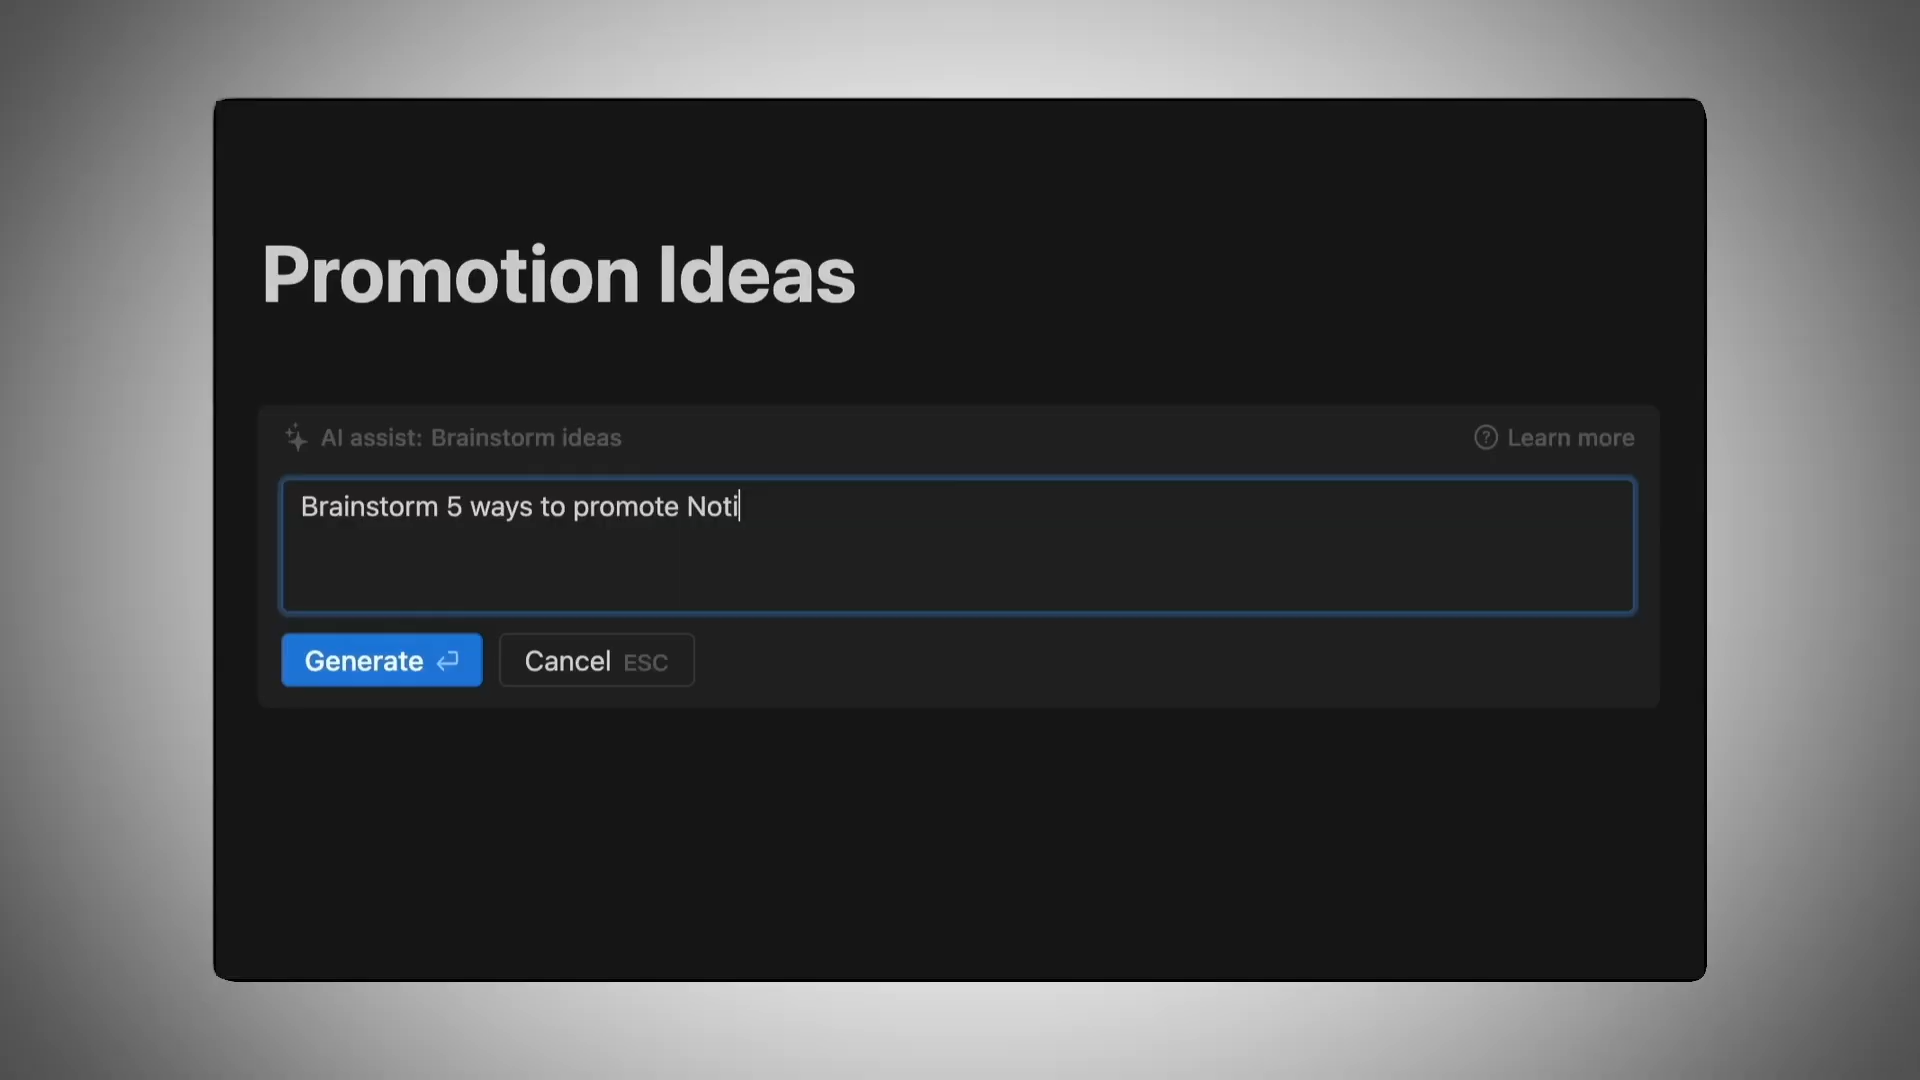 Promotion Ideas
AI assist: Brainstorm ideas
? Learn more
Brainstorm 5 ways to promote Noti
Generate
Cancel ESC